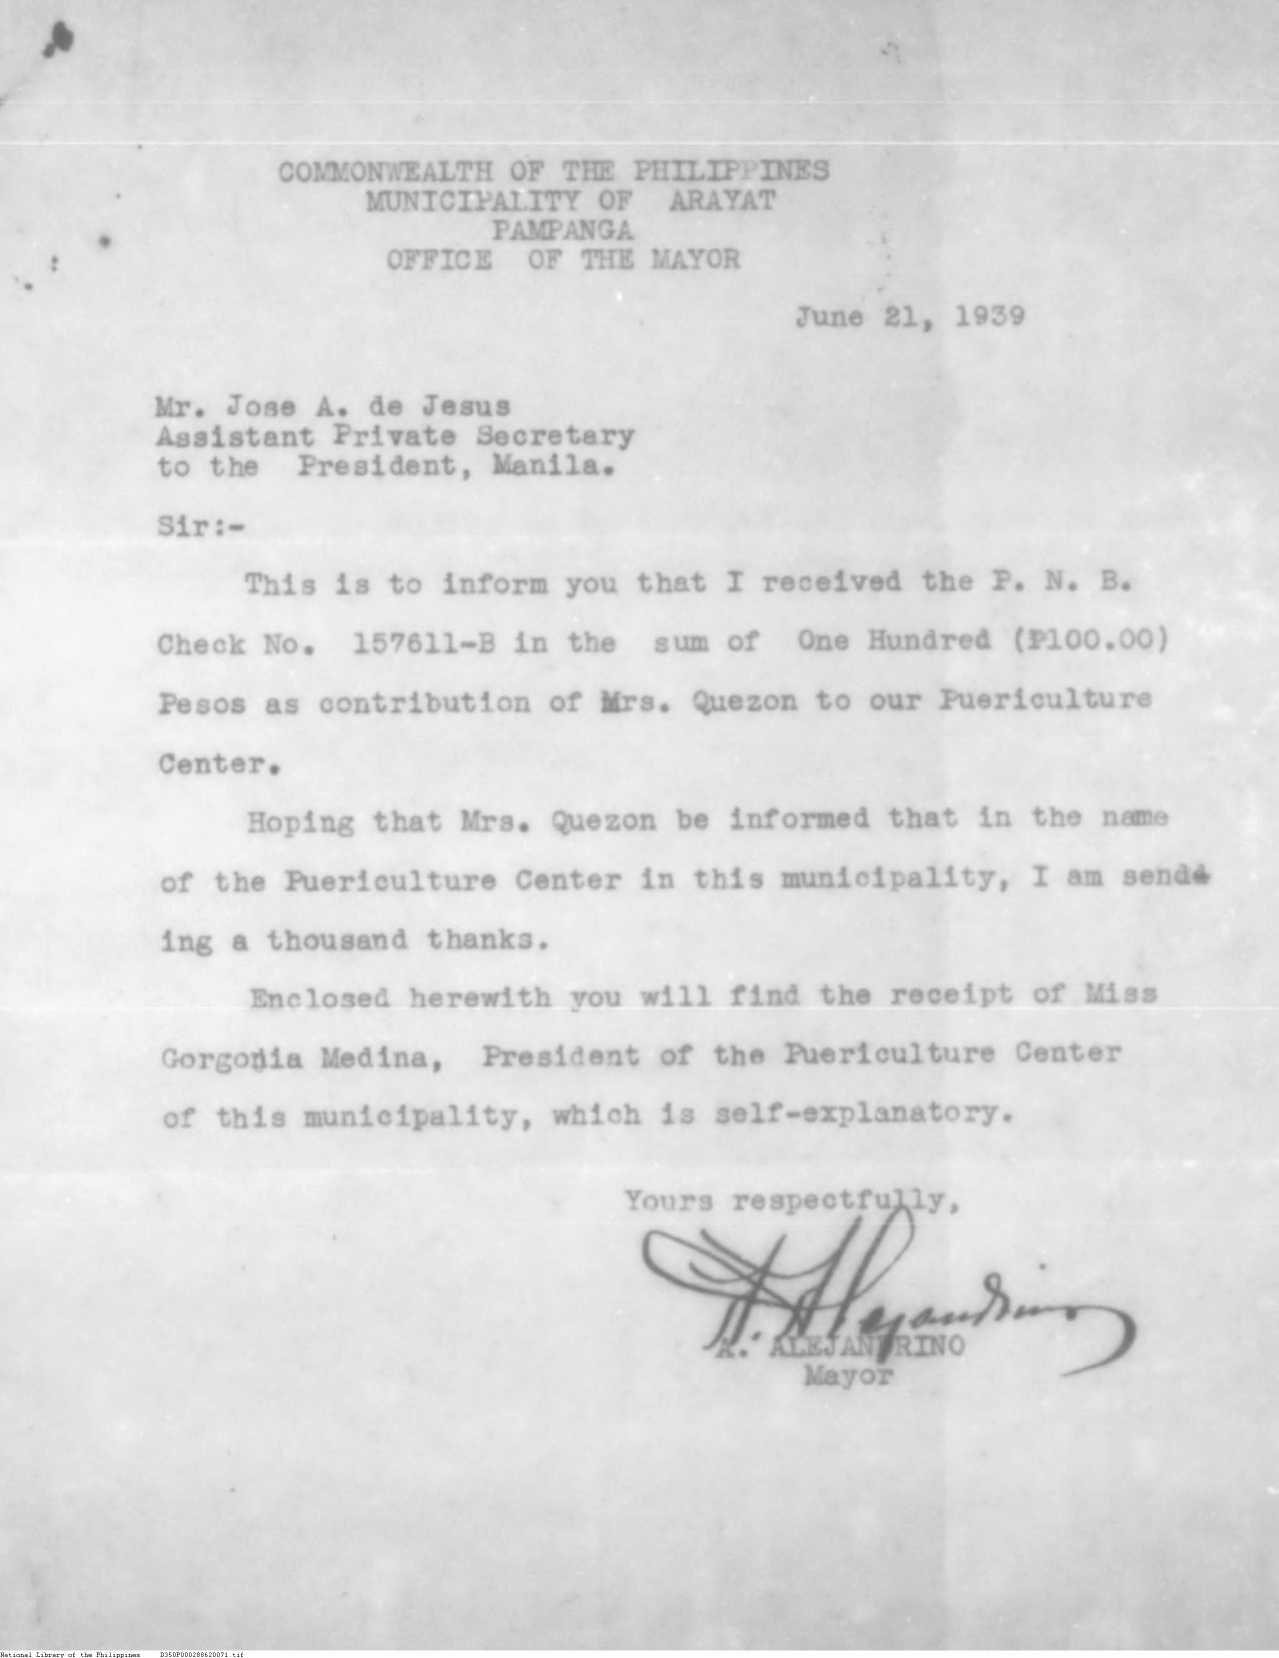 COMMONWEALTH OF THE PHILIPPINES
MUNICIPALITY OF ARAYAT
PAMPANGA
OFFICE OF THE MAYOR
June 21, 1939
Mr. Jose A. de Jesus
Assistant Private Secretary
to the President, Manila.
Sir:-
This is to inform you that I received the P. N. B.
Check No. 157611-B in the sum of One Hundred (₱100.00)
Pesos as contribution of Mrs. Quezon to our Puericulture
Center.
Hoping that Mrs. Quezon be informed that in the name
of the Puericulture Center in this municipality, I am send-
ing a thousand thanks.
Enclosed herewith you will find the receipt of Miss
Gorgonia Medina, President of the Puericulture Center
of this municipality, which is self-explanatory.
Yours respectfully,
A. Alejandrino
A. ALEJANDRINO
Mayor
National Library of the Philippines D350P000288620071.tif